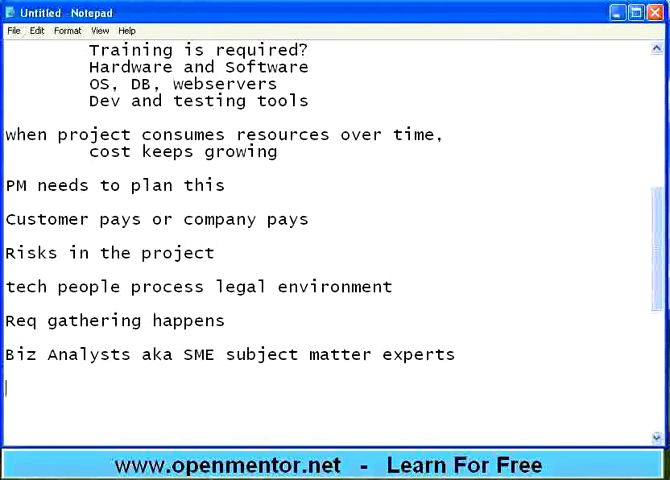 Untitled - Notepad
File Edit Format View Help
Training is required?
Hardware and Software
OS, DB, webservers
Dev and testing tools
when project consumes resources over time,
cost keeps growing
PM needs to plan this
Customer pays or company pays
Risks in the project
tech people process legal environment
Req gathering happens
Biz Analysts aka SME subject matter experts
www.openmentor.net - Learn For Free